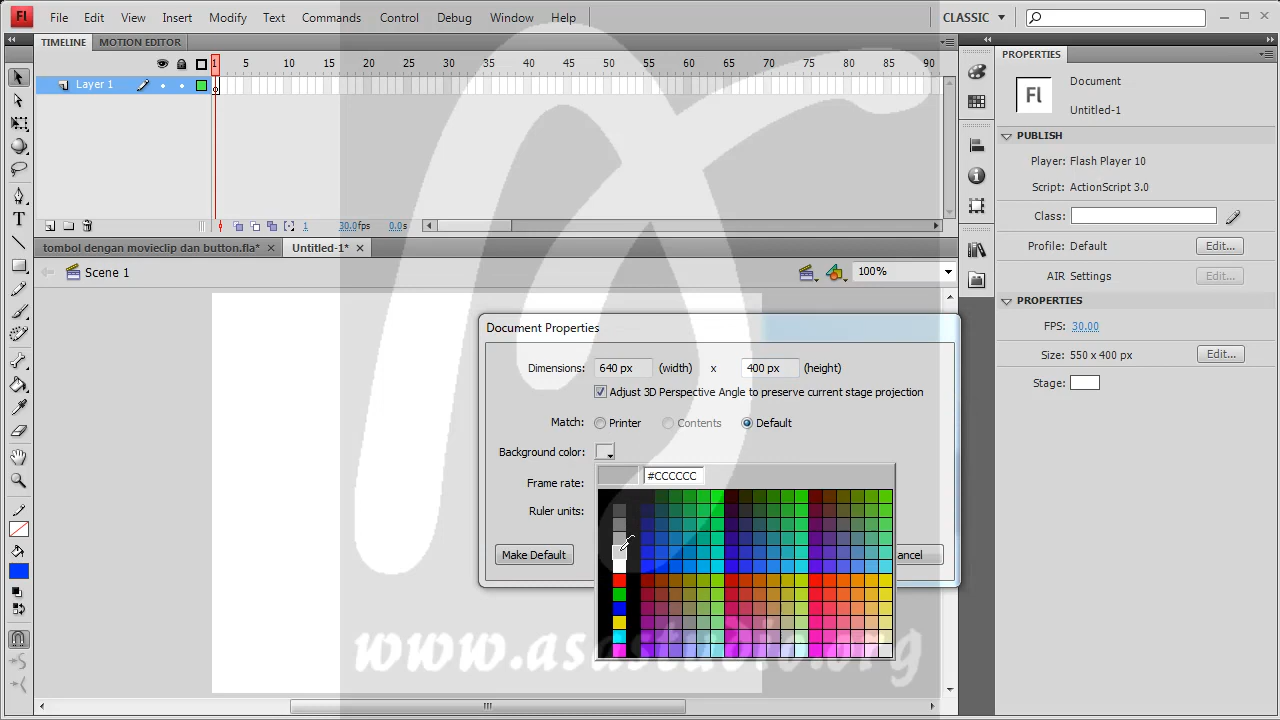 Fl File Edit View Insert Modify Text Commands Control Debug Window Help CLASSIC
TIMELINE MOTION EDITOR
PROPERTIES
1 5 10 15 20 25 30 35 40 45 50 55 60 65 70 75 80 85 90
Layer 1
Fl Document
Untitled-1
PUBLISH
Player: Flash Player 10
Script: ActionScript 3.0
Class:
1 30.0fps 0.0s
Profile: Default Edit...
tombol dengan movieclip dan button.fla* Untitled-1*
Scene 1 100%
AIR Settings Edit...
PROPERTIES
FPS: 30.00
Size: 550 x 400 px Edit...
Stage:
Document Properties
Dimensions: 640 px (width) x 400 px (height)
Adjust 3D Perspective Angle to preserve current stage projection
Match: Printer Contents Default
Background color:
#CCCCCC
Frame rate:
Ruler units:
Make Default ancel
www.asastudio.org